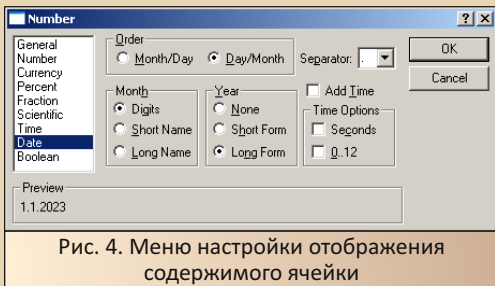 Number
General
Number
Currency
Percent
Fraction
Scientific
Time
Date
Boolean
Order
Month/Day Day/Month
Separator: .
OK
Cancel
Month
Digits
Short Name
Long Name
Year
None
Short Form
Long Form
Add Time
Time Options
Seconds
0..12
Preview
1.1.2023
Рис. 4. Меню настройки отображения
содержимого ячейки